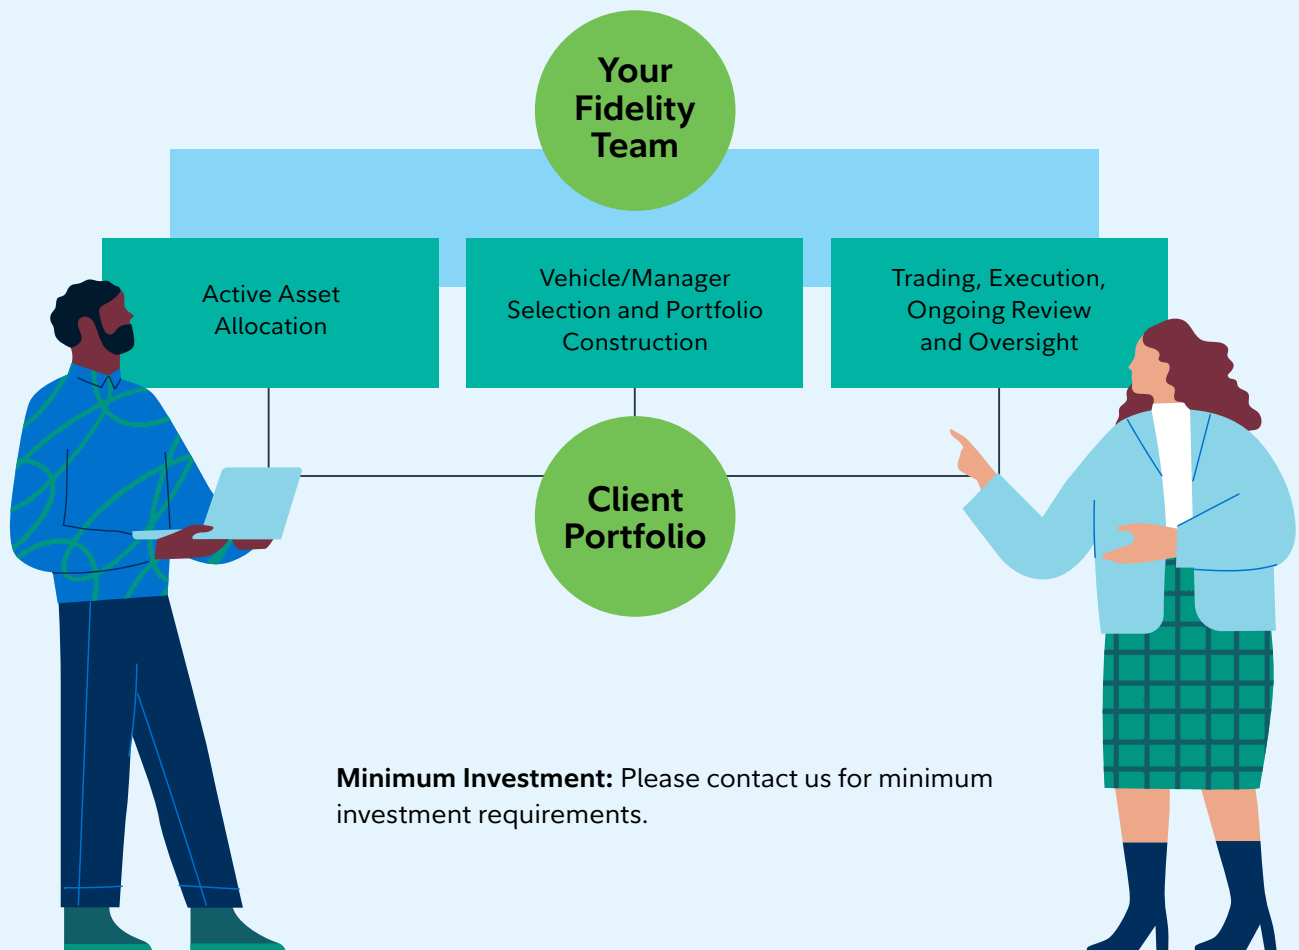 Your
Fidelity
Team
Active Asset
Allocation
Vehicle/Manager
Selection and Portfolio
Construction
Trading, Execution,
Ongoing Review
and Oversight
Client
Portfolio
Minimum Investment: Please contact us for minimum
investment requirements.